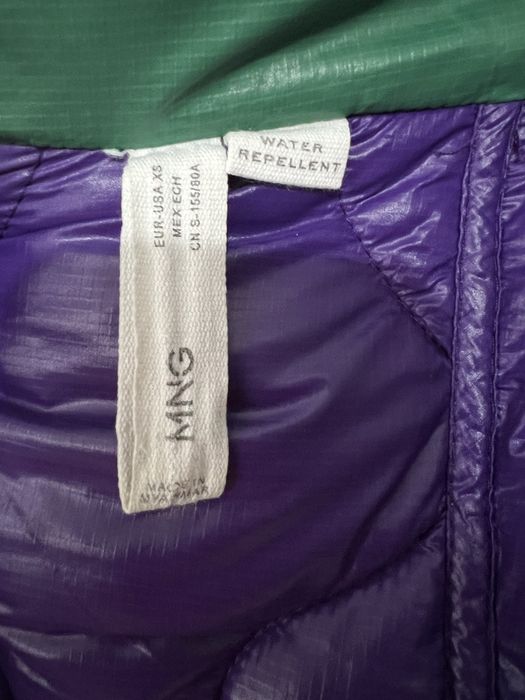 WATER
REPELLENT
EUR-USA XS
MEX ECH
CN S-155/80A
MNG
MADE IN
MYANMAR